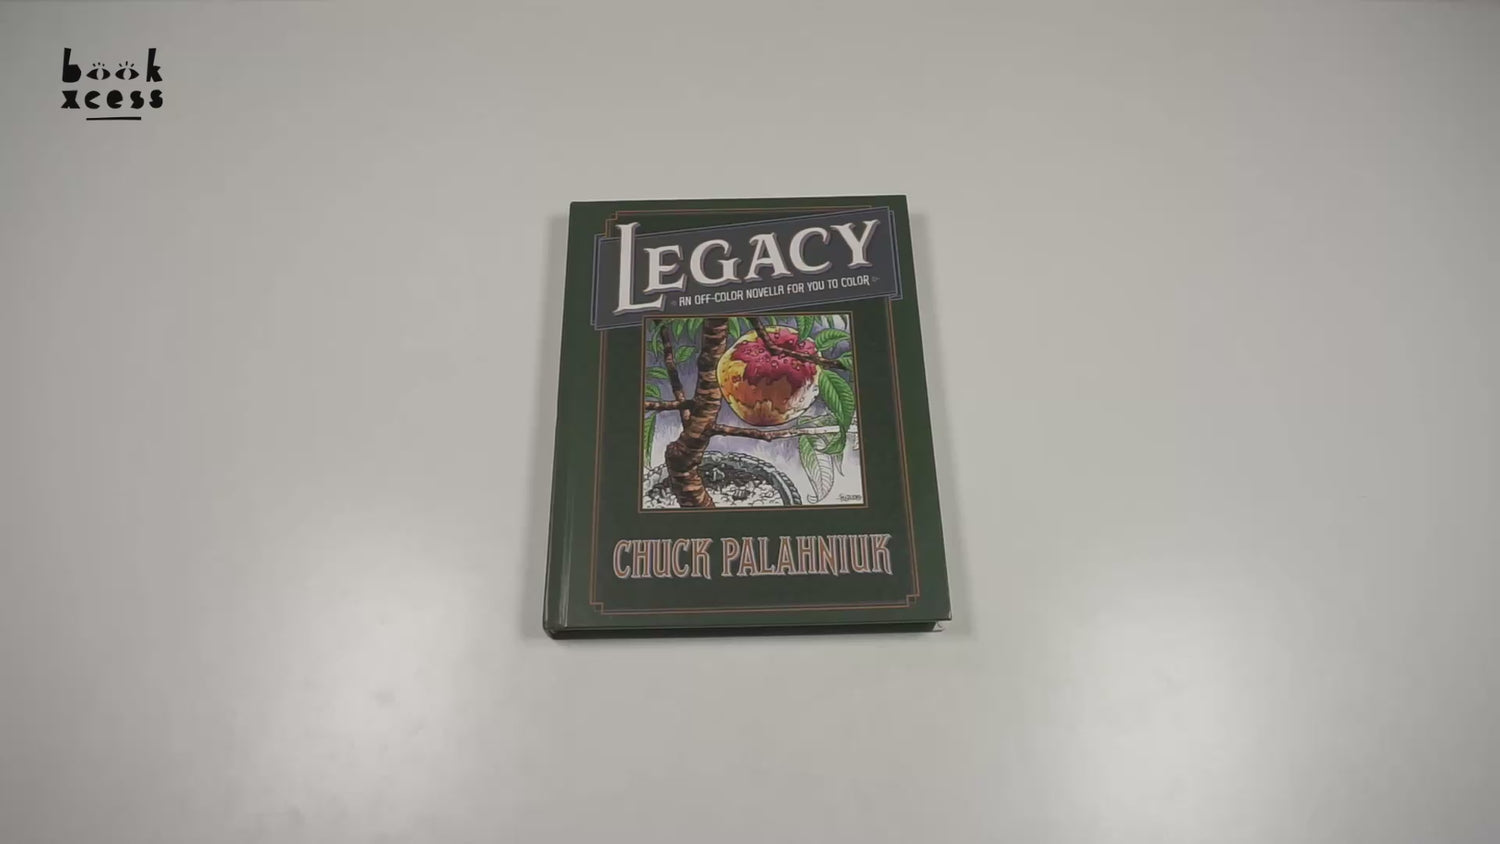 book
xcess
LEGACY
AN OFF-COLOR NOVELLA FOR YOU TO COLOR
CHUCK PALAHNIUK